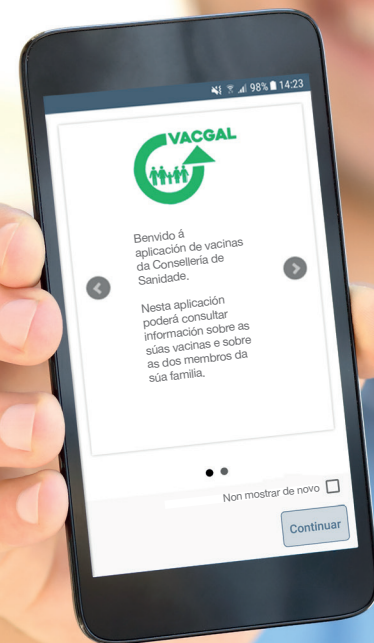 98% 14:23
VACGAL
Benvido á
aplicación de vacinas
da Consellería de
Sanidade.
Nesta aplicación
poderá consultar
información sobre as
súas vacinas e sobre
as dos membros da
súa familia.
Non mostrar de novo
Continuar